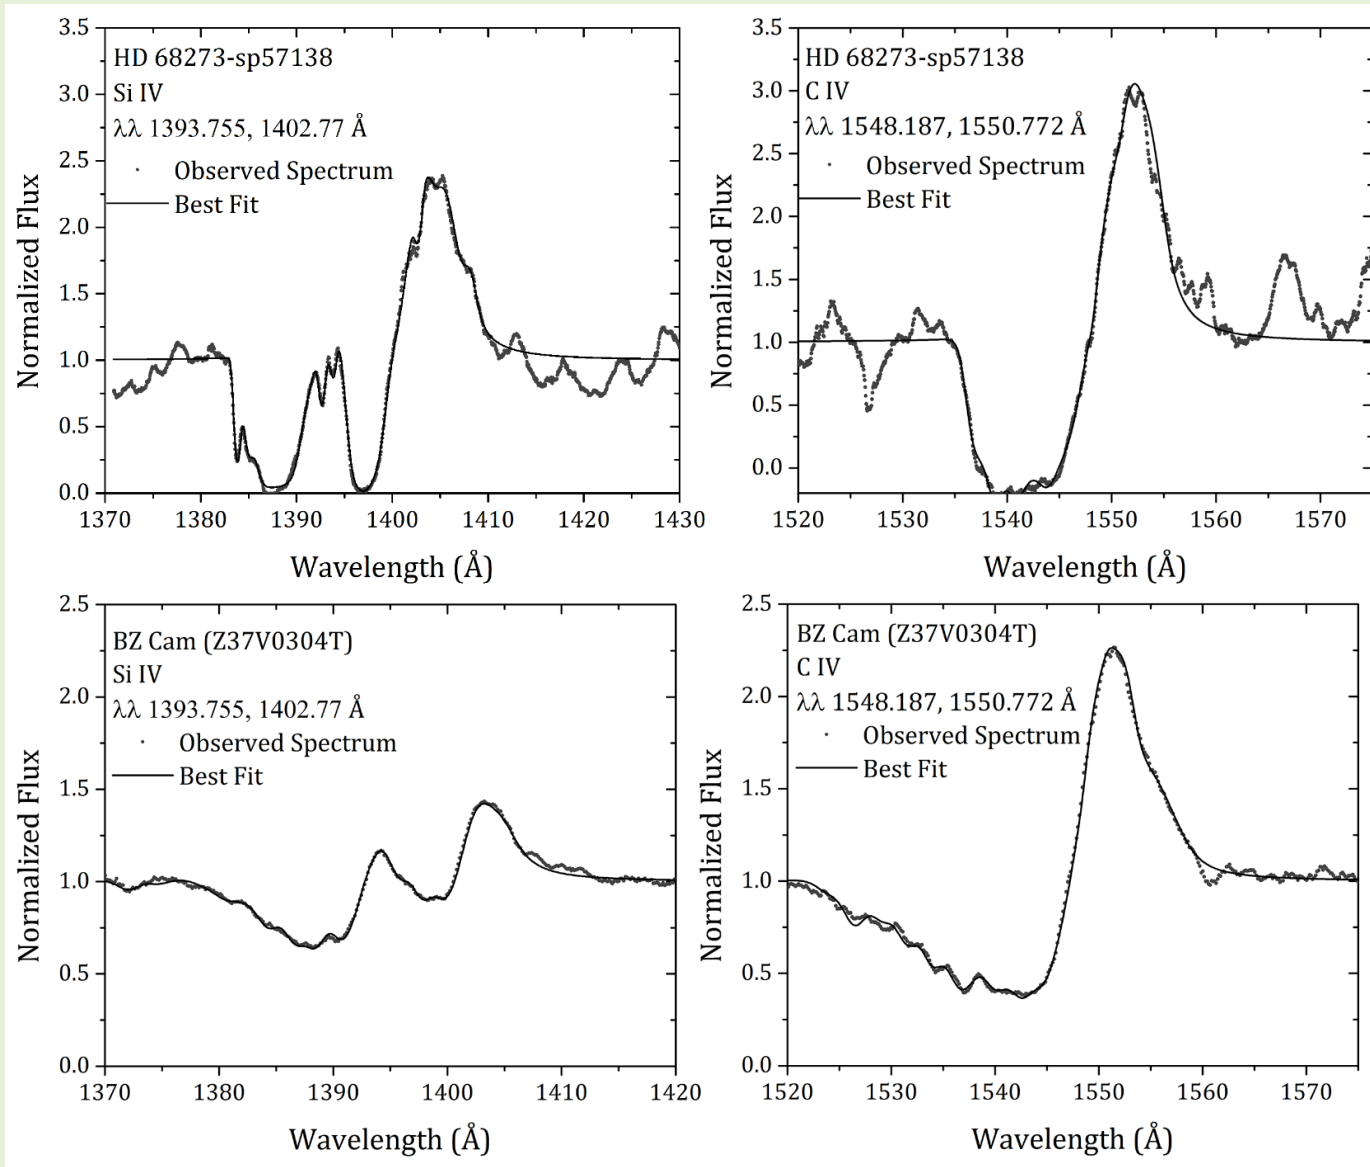 HD 68273-sp57138
Si IV
λλ 1393.755, 1402.77 Å
Observed Spectrum
Best Fit
Normalized Flux
3.5
3.0
2.5
2.0
1.5
1.0
0.5
0.0
1370 1380 1390 1400 1410 1420 1430
Wavelength (Å)
HD 68273-sp57138
C IV
λλ 1548.187, 1550.772 Å
Observed Spectrum
Best Fit
Normalized Flux
3.5
3.0
2.5
2.0
1.5
1.0
0.5
0.0
1520 1530 1540 1550 1560 1570
Wavelength (Å)
BZ Cam (Z37V0304T)
Si IV
λλ 1393.755, 1402.77 Å
Observed Spectrum
Best Fit
Normalized Flux
2.5
2.0
1.5
1.0
0.5
0.0
1370 1380 1390 1400 1410 1420
Wavelength (Å)
BZ Cam (Z37V0304T)
C IV
λλ 1548.187, 1550.772 Å
Observed Spectrum
Best Fit
Normalized Flux
2.5
2.0
1.5
1.0
0.5
0.0
1520 1530 1540 1550 1560 1570
Wavelength (Å)